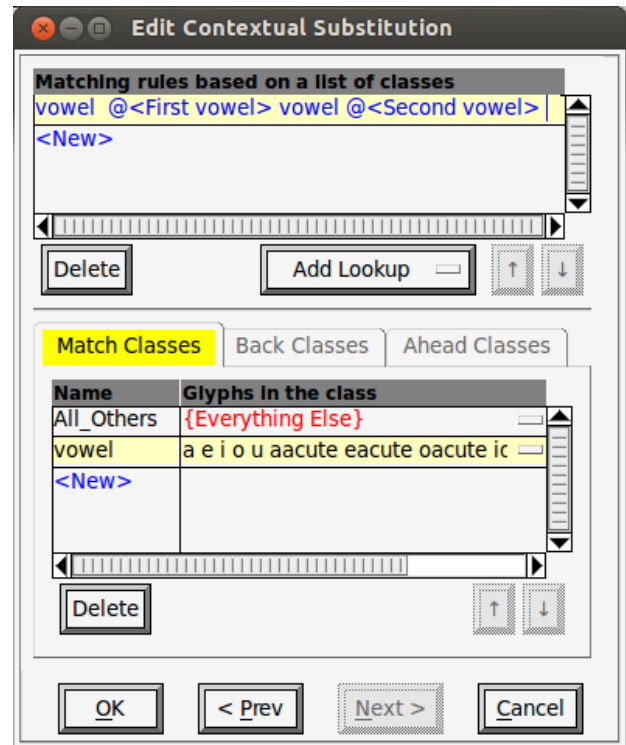 Edit Contextual Substitution
Matching rules based on a list of classes
vowel @<First vowel> vowel @<Second vowel>
<New>
Delete Add Lookup ↑ ↓
Match Classes Back Classes Ahead Classes
Name Glyphs in the class
All_Others {Everything Else}
vowel a e i o u aacute eacute oacute ic
<New>
Delete ↑ ↓
OK < Prev Next > Cancel